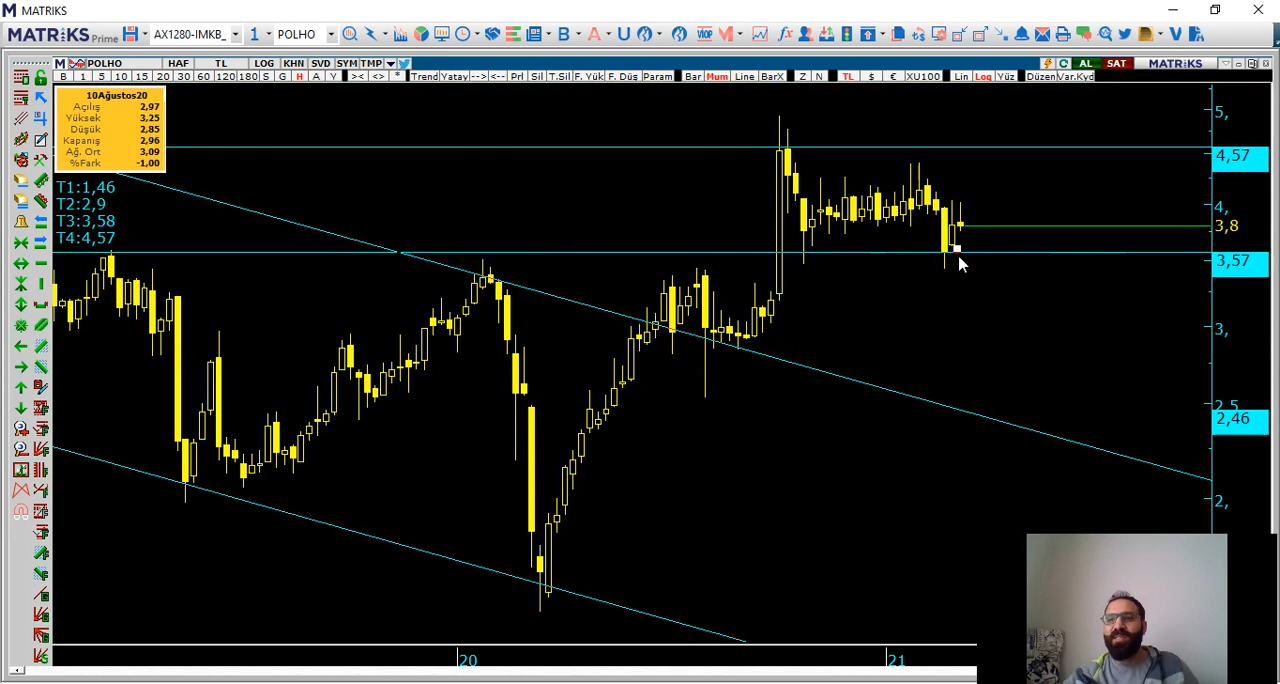 MATRIKS
MATRIKS Prime AX1280-IMKB_ 1 POLHO B A U VIOP M fx
M POLHO HAF TL LOG KHN SVD SYM TMP AL SAT MATRIKS
B 1 5 10 15 20 30 60 120 180 S G H A Y >< <> * Trend Yatay --> <-- Prl Sil T.Sil F. Yük F. Düş Param Bar Mum Line BarX Z N TL $ € XU100 Lin Log Yüz Düzen Var.Kyd
10Ağustos20
Açılış 2,97
Yüksek 3,25
Düşük 2,85
Kapanış 2,96
Ağ. Ort 3,09
%Fark -1,00
T1:1,46
T2:2,9
T3:3,58
T4:4,57
5,
4,57
4,
3,8
3,57
3,
2,5
2,46
2,
20
21